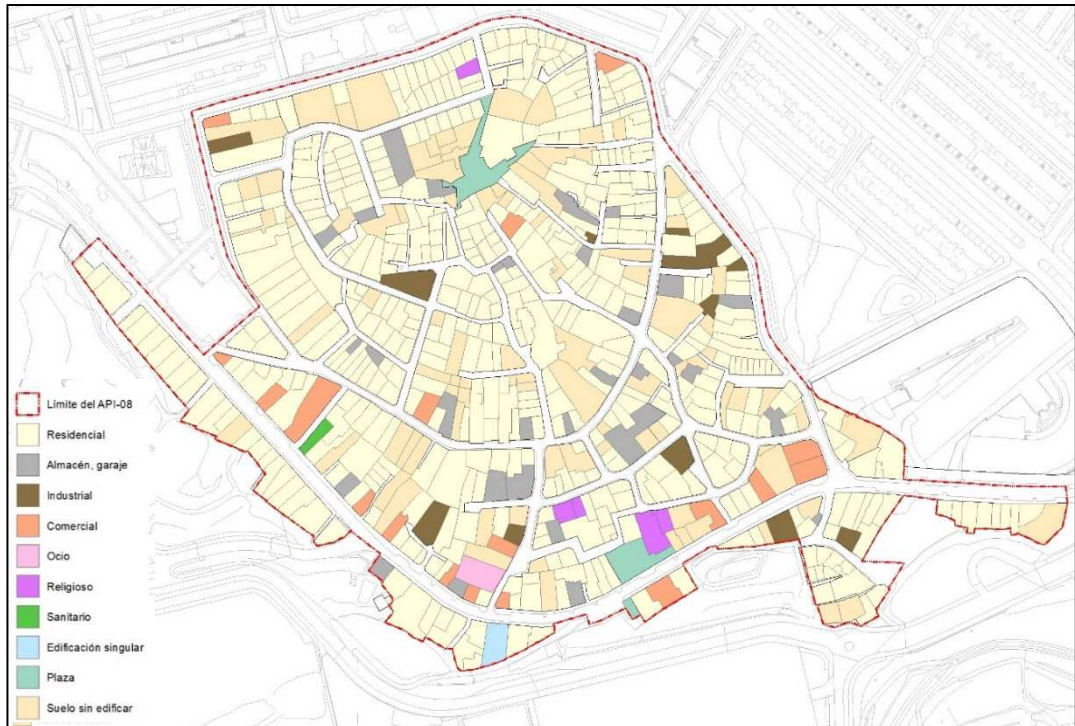 Límite del API-08
Residencial
Almacén, garaje
Industrial
Comercial
Ocio
Religioso
Sanitario
Edificación singular
Plaza
Suelo sin edificar